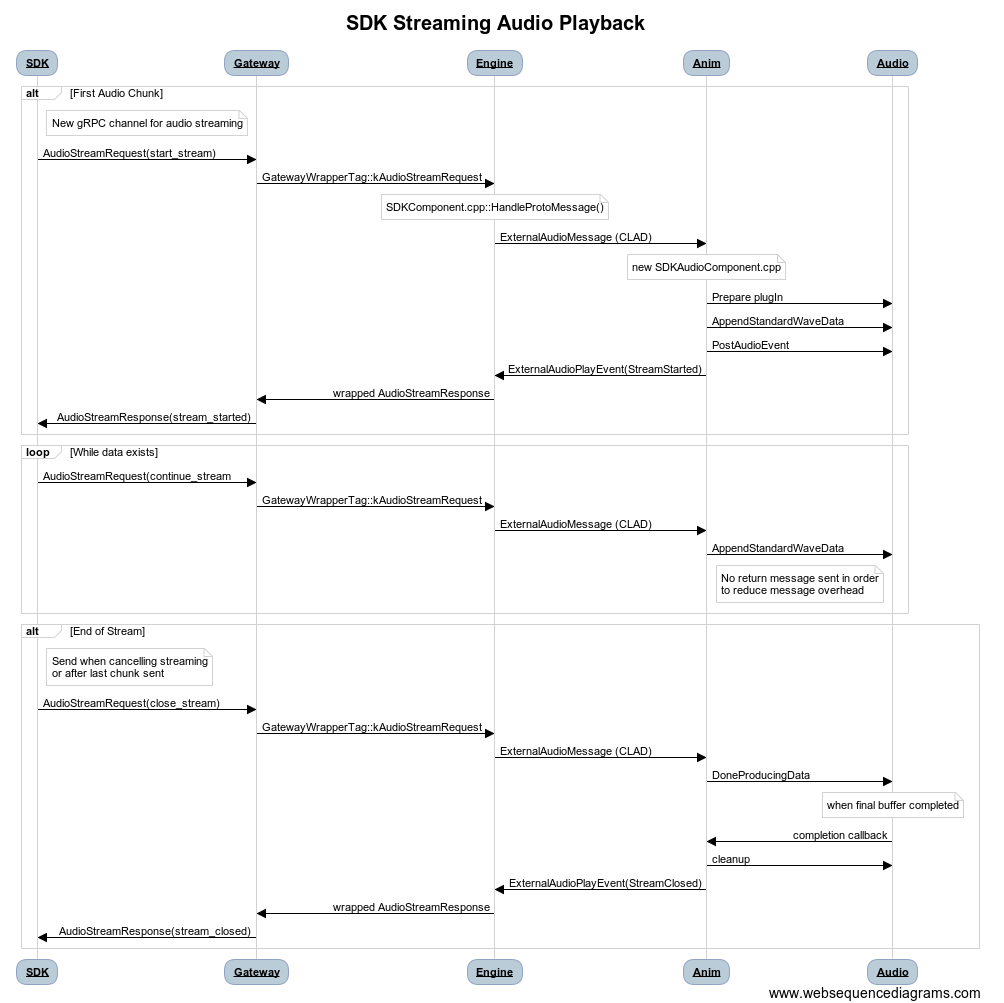 SDK Streaming Audio Playback
SDK
Gateway
Engine
Anim
Audio
alt
[First Audio Chunk]
New gRPC channel for audio streaming
AudioStreamRequest(start_stream)
GatewayWrapperTag::kAudioStreamRequest
SDKComponent.cpp::HandleProtoMessage()
ExternalAudioMessage (CLAD)
new SDKAudioComponent.cpp
Prepare plugIn
AppendStandardWaveData
PostAudioEvent
ExternalAudioPlayEvent(StreamStarted)
wrapped AudioStreamResponse
AudioStreamResponse(stream_started)
loop
[While data exists]
AudioStreamRequest(continue_stream
GatewayWrapperTag::kAudioStreamRequest
ExternalAudioMessage (CLAD)
AppendStandardWaveData
No return message sent in order
to reduce message overhead
alt
[End of Stream]
Send when cancelling streaming
or after last chunk sent
AudioStreamRequest(close_stream)
GatewayWrapperTag::kAudioStreamRequest
ExternalAudioMessage (CLAD)
DoneProducingData
when final buffer completed
completion callback
cleanup
ExternalAudioPlayEvent(StreamClosed)
wrapped AudioStreamResponse
AudioStreamResponse(stream_closed)
SDK
Gateway
Engine
Anim
Audio
www.websequencediagrams.com